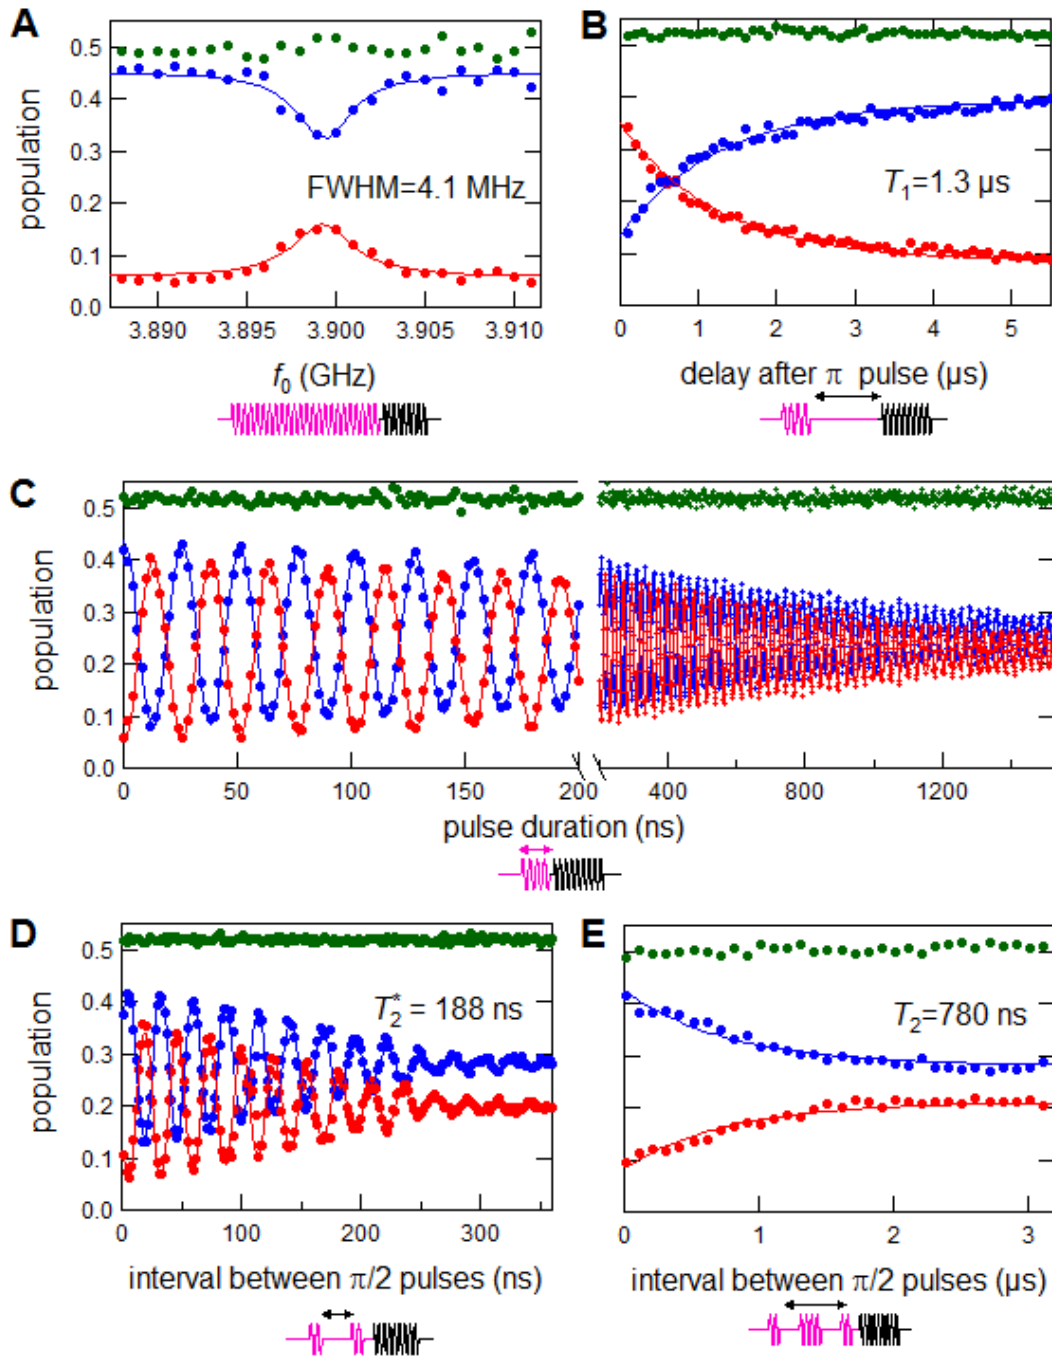 A
0.5
0.4
0.3
0.2
0.1
0.0
population
FWHM=4.1 MHz
3.890 3.895 3.900 3.905 3.910
f₀ (GHz)
B
T₁=1.3 µs
0 1 2 3 4 5
delay after π pulse (µs)
C
0.5
0.4
0.3
0.2
0.1
0.0
population
0 50 100 150 200 400 800 1200
pulse duration (ns)
D
0.5
0.4
0.3
0.2
0.1
0.0
population
T₂* = 188 ns
0 100 200 300
interval between π/2 pulses (ns)
E
T₂=780 ns
0 1 2 3
interval between π/2 pulses (µs)